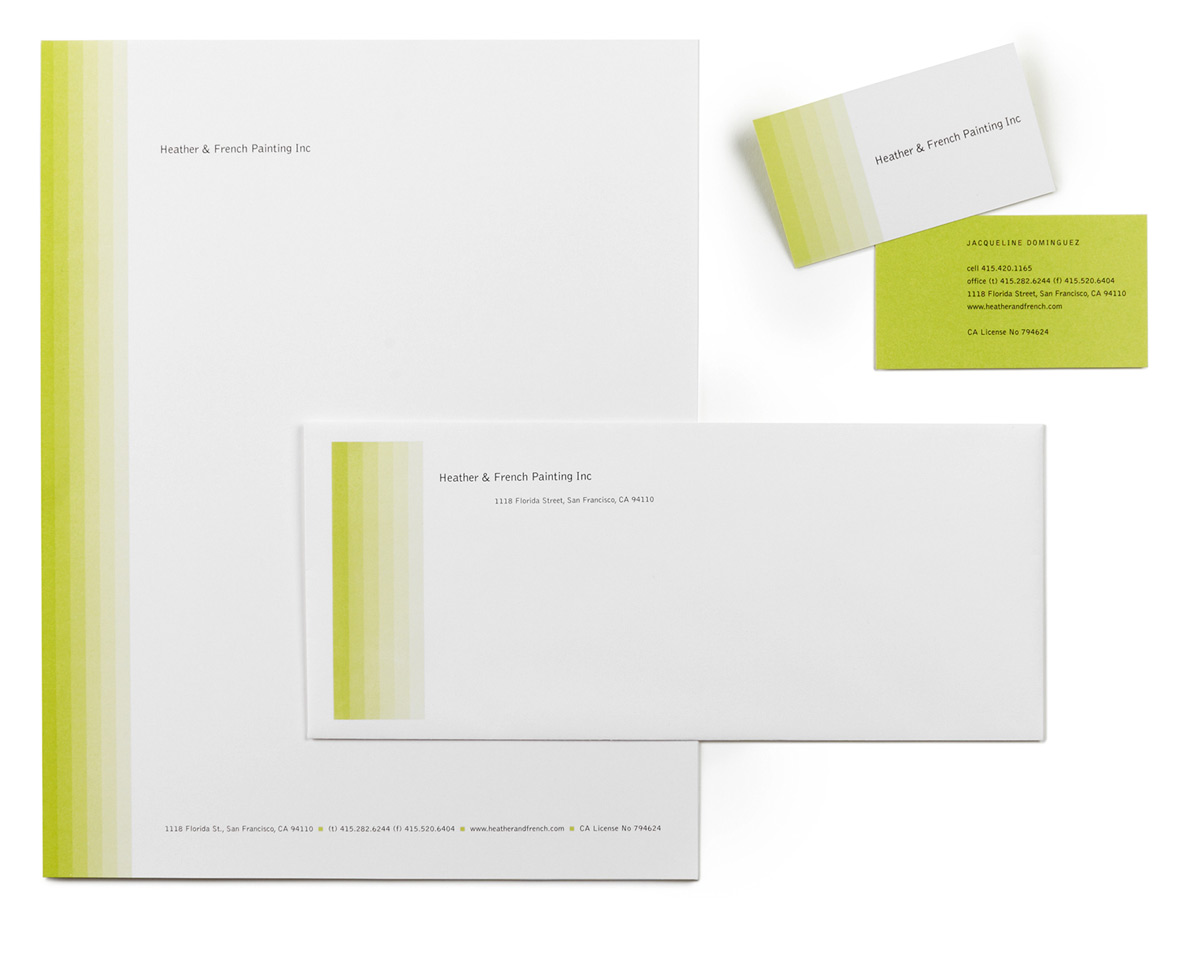 Heather & French Painting Inc
Heather & French Painting Inc
JACQUELINE DOMINGUEZ
cell 415.420.1165
office (t) 415.282.6244 (f) 415.520.6404
1118 Florida Street, San Francisco, CA 94110
www.heatherandfrench.com
CA License No 794624
Heather & French Painting Inc
1118 Florida Street, San Francisco, CA 94110
1118 Florida St., San Francisco, CA 94110 ■ (t) 415.282.6244 (f) 415.520.6404 ■ www.heatherandfrench.com ■ CA License No 794624